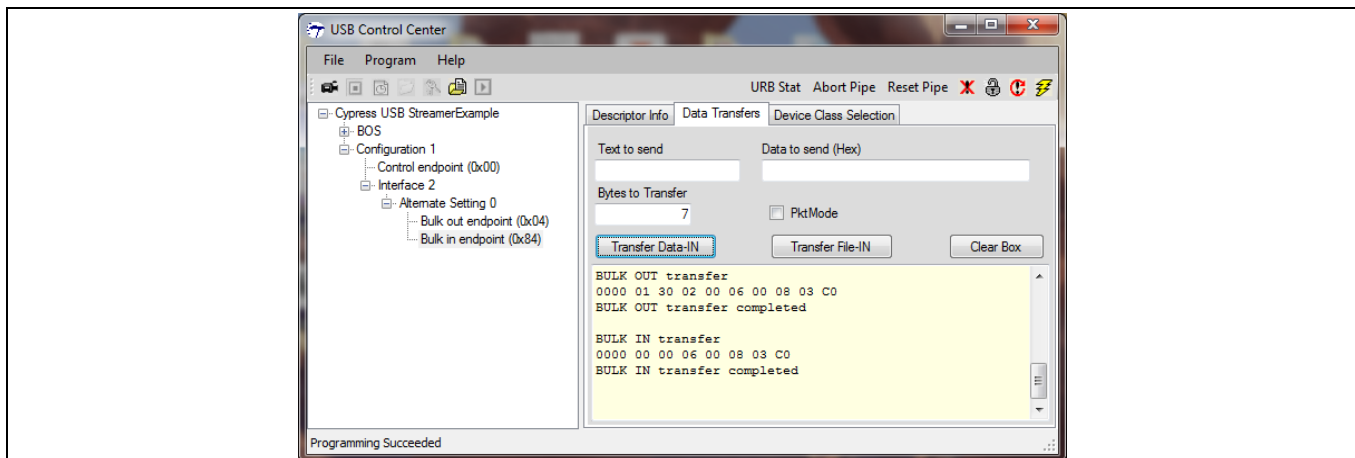 USB Control Center
File Program Help
URB Stat Abort Pipe Reset Pipe
Cypress USB StreamerExample
BOS
Configuration 1
Control endpoint (0x00)
Interface 2
Alternate Setting 0
Bulk out endpoint (0x04)
Bulk in endpoint (0x84)
Descriptor Info Data Transfers Device Class Selection
Text to send Data to send (Hex)
Bytes to Transfer
7 PktMode
Transfer Data-IN Transfer File-IN Clear Box
BULK OUT transfer
0000 01 30 02 00 06 00 08 03 C0
BULK OUT transfer completed
BULK IN transfer
0000 00 00 06 00 08 03 C0
BULK IN transfer completed
Programming Succeeded